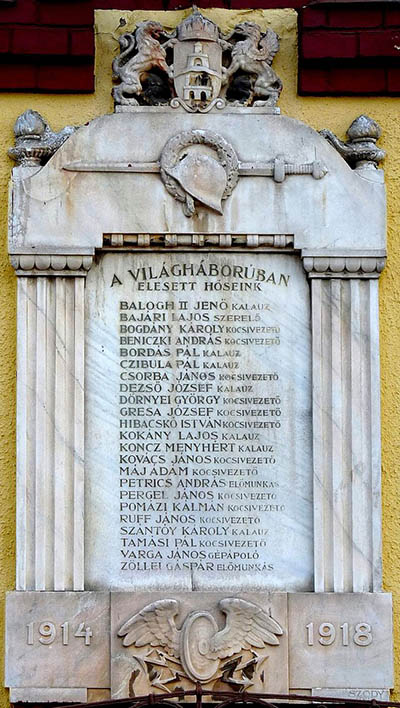 A VILÁGHÁBORÚBAN
ELESETT HŐSEINK
BALOGH II JENŐ KALAUZ
BAJÁRI LAJOS SZERELŐ
BOGDÁNY KÁROLY KOCSIVEZETŐ
BENICZKI ANDRÁS KOCSIVEZETŐ
BORDÁS PÁL KALAUZ
CZIBULA PÁL KALAUZ
CSORBA JÁNOS KOCSIVEZETŐ
DEZSŐ JÓZSEF KALAUZ
DÖRNYEI GYÖRGY KOCSIVEZETŐ
GRESA JÓZSEF KOCSIVEZETŐ
HIBACSKÓ ISTVÁN KOCSIVEZETŐ
KOKÁNY LAJOS KALAUZ
KONCZ MENYHÉRT KALAUZ
KOVÁCS JÁNOS KOCSIVEZETŐ
MÁJ ÁDÁM KOCSIVEZETŐ
PETRICS ANDRÁS ELŐMUNKÁS
PERGEL JÁNOS KOCSIVEZETŐ
POMÁZI KÁLMÁN KOCSIVEZETŐ
RUFF JÁNOS KOCSIVEZETŐ
SZÁNTÓY KÁROLY KALAUZ
TAMÁSI PÁL KOCSIVEZETŐ
VARGA JÁNOS GÉPÁPOLÓ
ZÖLLEI GÁSPÁR ELŐMUNKÁS
1914 1918
SZŐDY